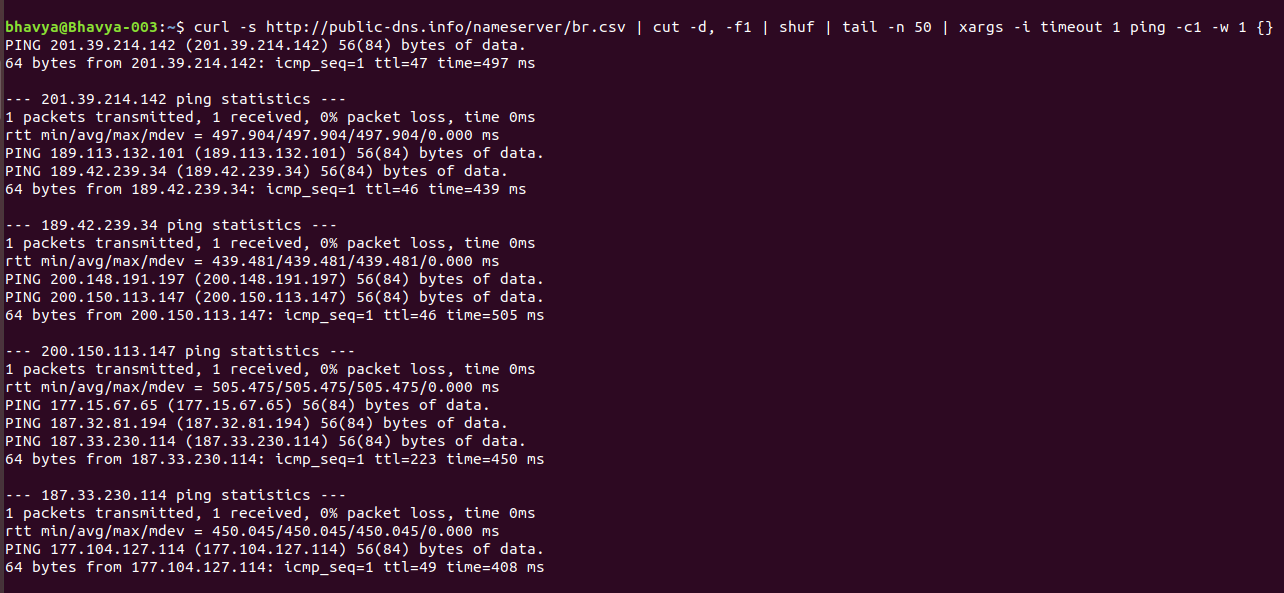 bhavya@Bhavya-003:~$ curl -s http://public-dns.info/nameserver/br.csv | cut -d, -f1 | shuf | tail -n 50 | xargs -i timeout 1 ping -c1 -w 1 {}
PING 201.39.214.142 (201.39.214.142) 56(84) bytes of data.
64 bytes from 201.39.214.142: icmp_seq=1 ttl=47 time=497 ms

--- 201.39.214.142 ping statistics ---
1 packets transmitted, 1 received, 0% packet loss, time 0ms
rtt min/avg/max/mdev = 497.904/497.904/497.904/0.000 ms
PING 189.113.132.101 (189.113.132.101) 56(84) bytes of data.
PING 189.42.239.34 (189.42.239.34) 56(84) bytes of data.
64 bytes from 189.42.239.34: icmp_seq=1 ttl=46 time=439 ms

--- 189.42.239.34 ping statistics ---
1 packets transmitted, 1 received, 0% packet loss, time 0ms
rtt min/avg/max/mdev = 439.481/439.481/439.481/0.000 ms
PING 200.148.191.197 (200.148.191.197) 56(84) bytes of data.
PING 200.150.113.147 (200.150.113.147) 56(84) bytes of data.
64 bytes from 200.150.113.147: icmp_seq=1 ttl=46 time=505 ms

--- 200.150.113.147 ping statistics ---
1 packets transmitted, 1 received, 0% packet loss, time 0ms
rtt min/avg/max/mdev = 505.475/505.475/505.475/0.000 ms
PING 177.15.67.65 (177.15.67.65) 56(84) bytes of data.
PING 187.32.81.194 (187.32.81.194) 56(84) bytes of data.
PING 187.33.230.114 (187.33.230.114) 56(84) bytes of data.
64 bytes from 187.33.230.114: icmp_seq=1 ttl=223 time=450 ms

--- 187.33.230.114 ping statistics ---
1 packets transmitted, 1 received, 0% packet loss, time 0ms
rtt min/avg/max/mdev = 450.045/450.045/450.045/0.000 ms
PING 177.104.127.114 (177.104.127.114) 56(84) bytes of data.
64 bytes from 177.104.127.114: icmp_seq=1 ttl=49 time=408 ms